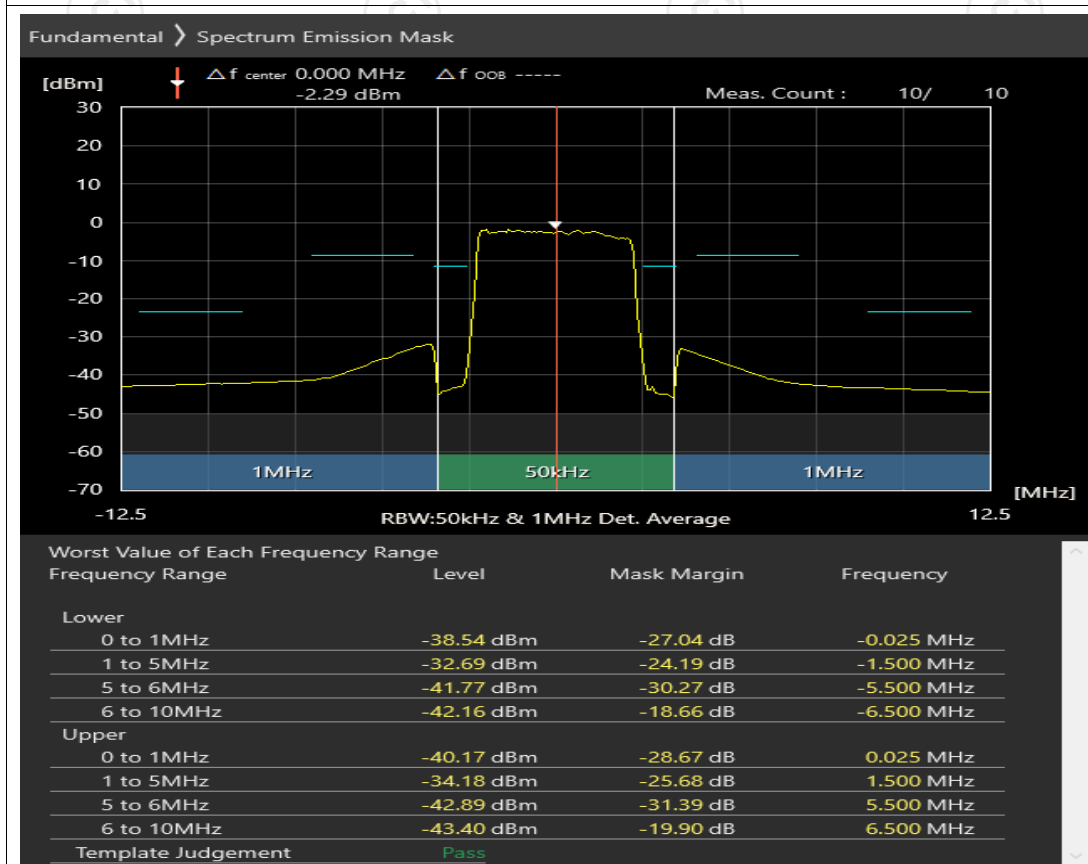 Fundamental ❯ Spectrum Emission Mask
[dBm] Δf center 0.000 MHz Δf OOB -----
-2.29 dBm Meas. Count : 10/ 10
30
20
10
0
-10
-20
-30
-40
-50
-60
-70
1MHz 50kHz 1MHz
[MHz]
-12.5 RBW:50kHz & 1MHz Det. Average 12.5
Worst Value of Each Frequency Range
Frequency Range Level Mask Margin Frequency
Lower
0 to 1MHz -38.54 dBm -27.04 dB -0.025 MHz
1 to 5MHz -32.69 dBm -24.19 dB -1.500 MHz
5 to 6MHz -41.77 dBm -30.27 dB -5.500 MHz
6 to 10MHz -42.16 dBm -18.66 dB -6.500 MHz
Upper
0 to 1MHz -40.17 dBm -28.67 dB 0.025 MHz
1 to 5MHz -34.18 dBm -25.68 dB 1.500 MHz
5 to 6MHz -42.89 dBm -31.39 dB 5.500 MHz
6 to 10MHz -43.40 dBm -19.90 dB 6.500 MHz
Template Judgement Pass